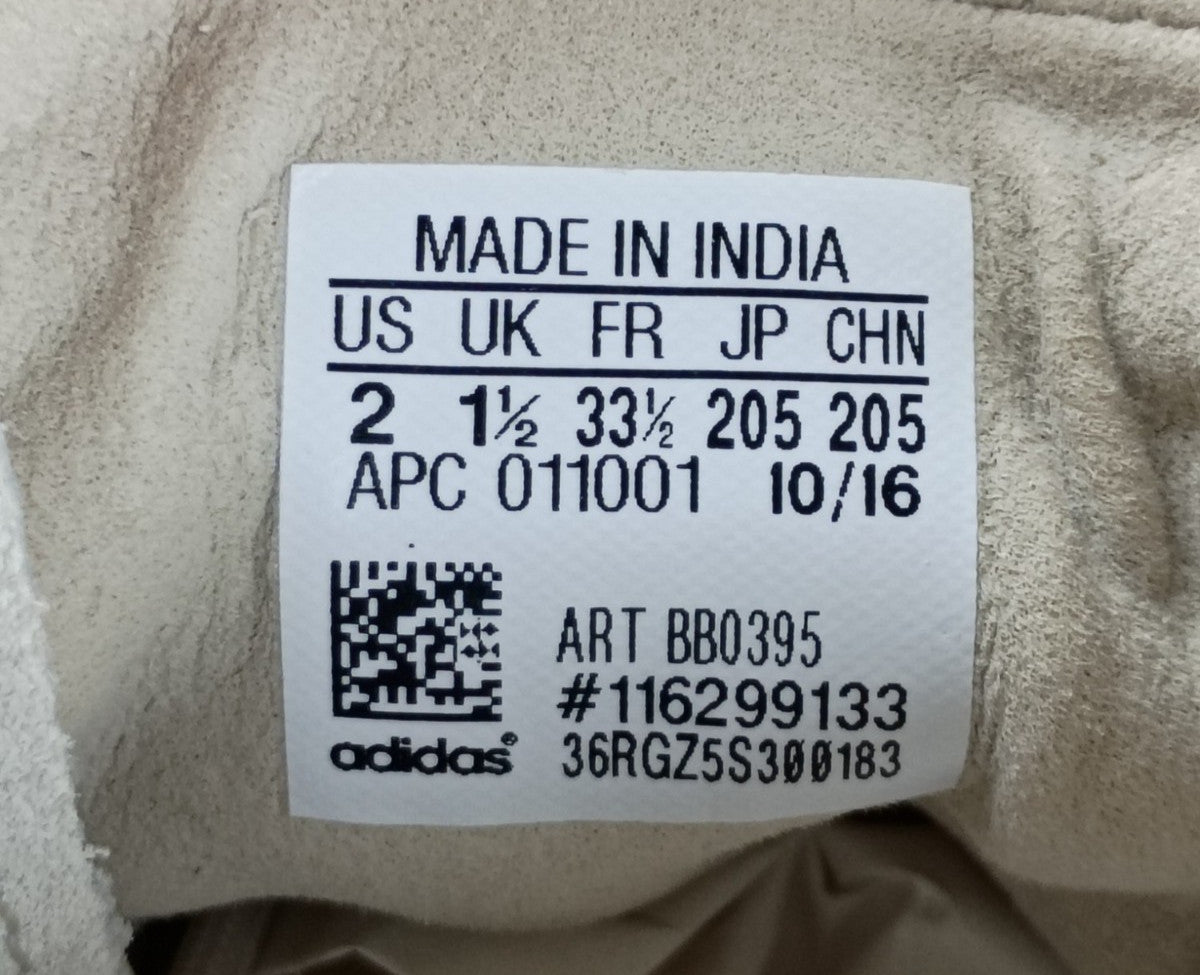 MADE IN INDIA
US UK FR JP CHN
2 1½ 33½ 205 205
APC 011001 10/16
ART BB0395
#116299133
adidas® 36RGZ5S300183